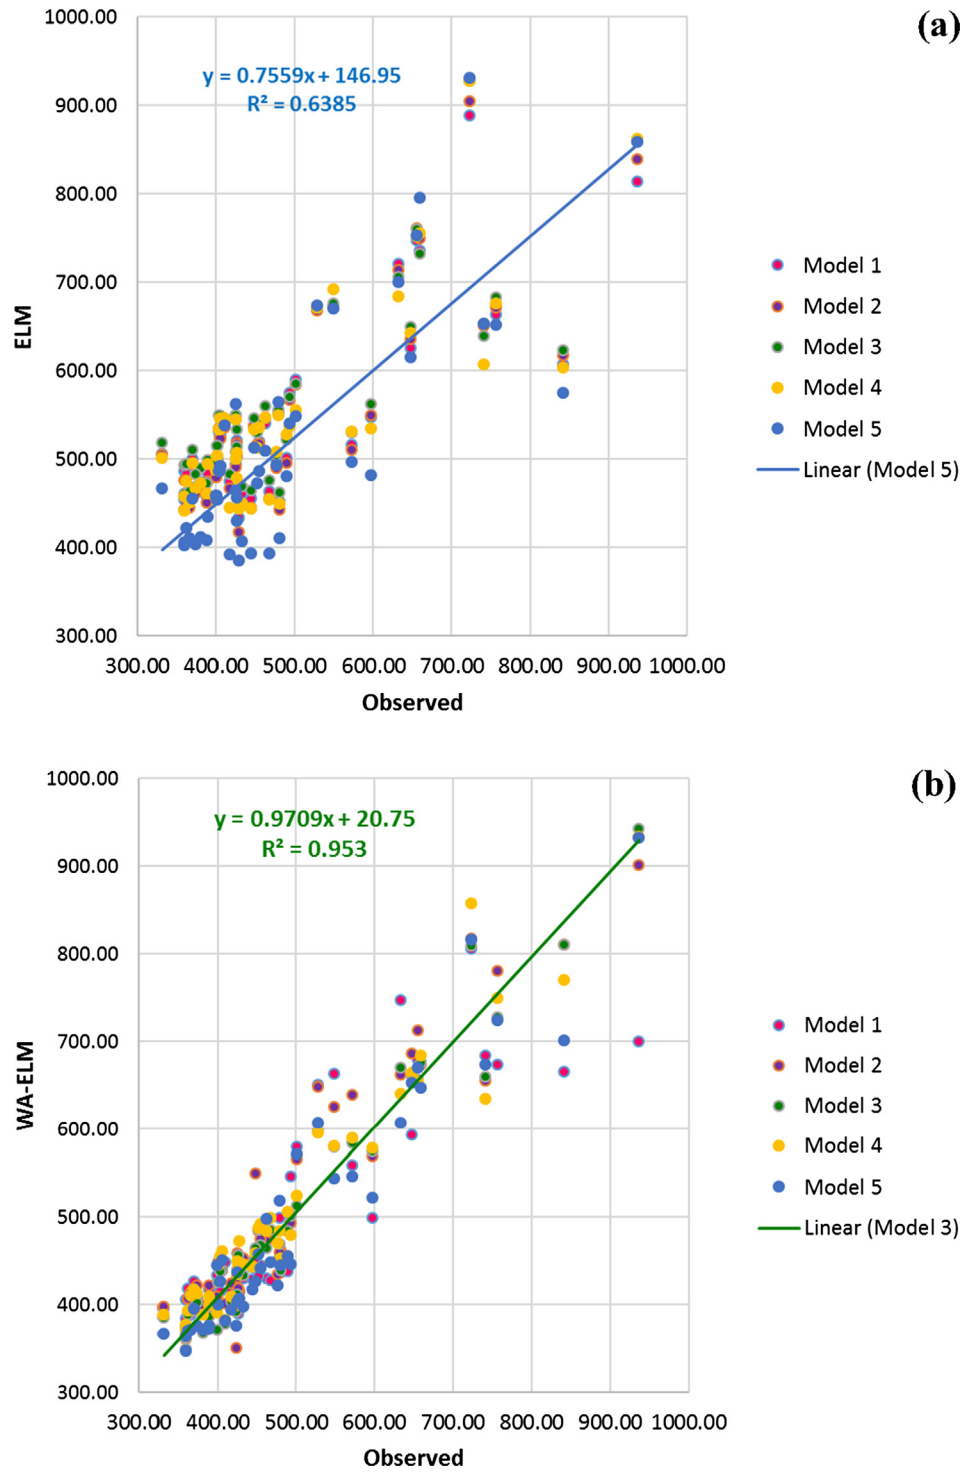 (a)
1000.00
y = 0.7559x + 146.95
R² = 0.6385
900.00
800.00
700.00
600.00
500.00
400.00
300.00
ELM
300.00 400.00 500.00 600.00 700.00 800.00 900.00 1000.00
Observed
Model 1
Model 2
Model 3
Model 4
Model 5
Linear (Model 5)
(b)
1000.00
y = 0.9709x + 20.75
R² = 0.953
900.00
800.00
700.00
600.00
500.00
400.00
300.00
WA-ELM
300.00 400.00 500.00 600.00 700.00 800.00 900.00 1000.00
Observed
Model 1
Model 2
Model 3
Model 4
Model 5
Linear (Model 3)